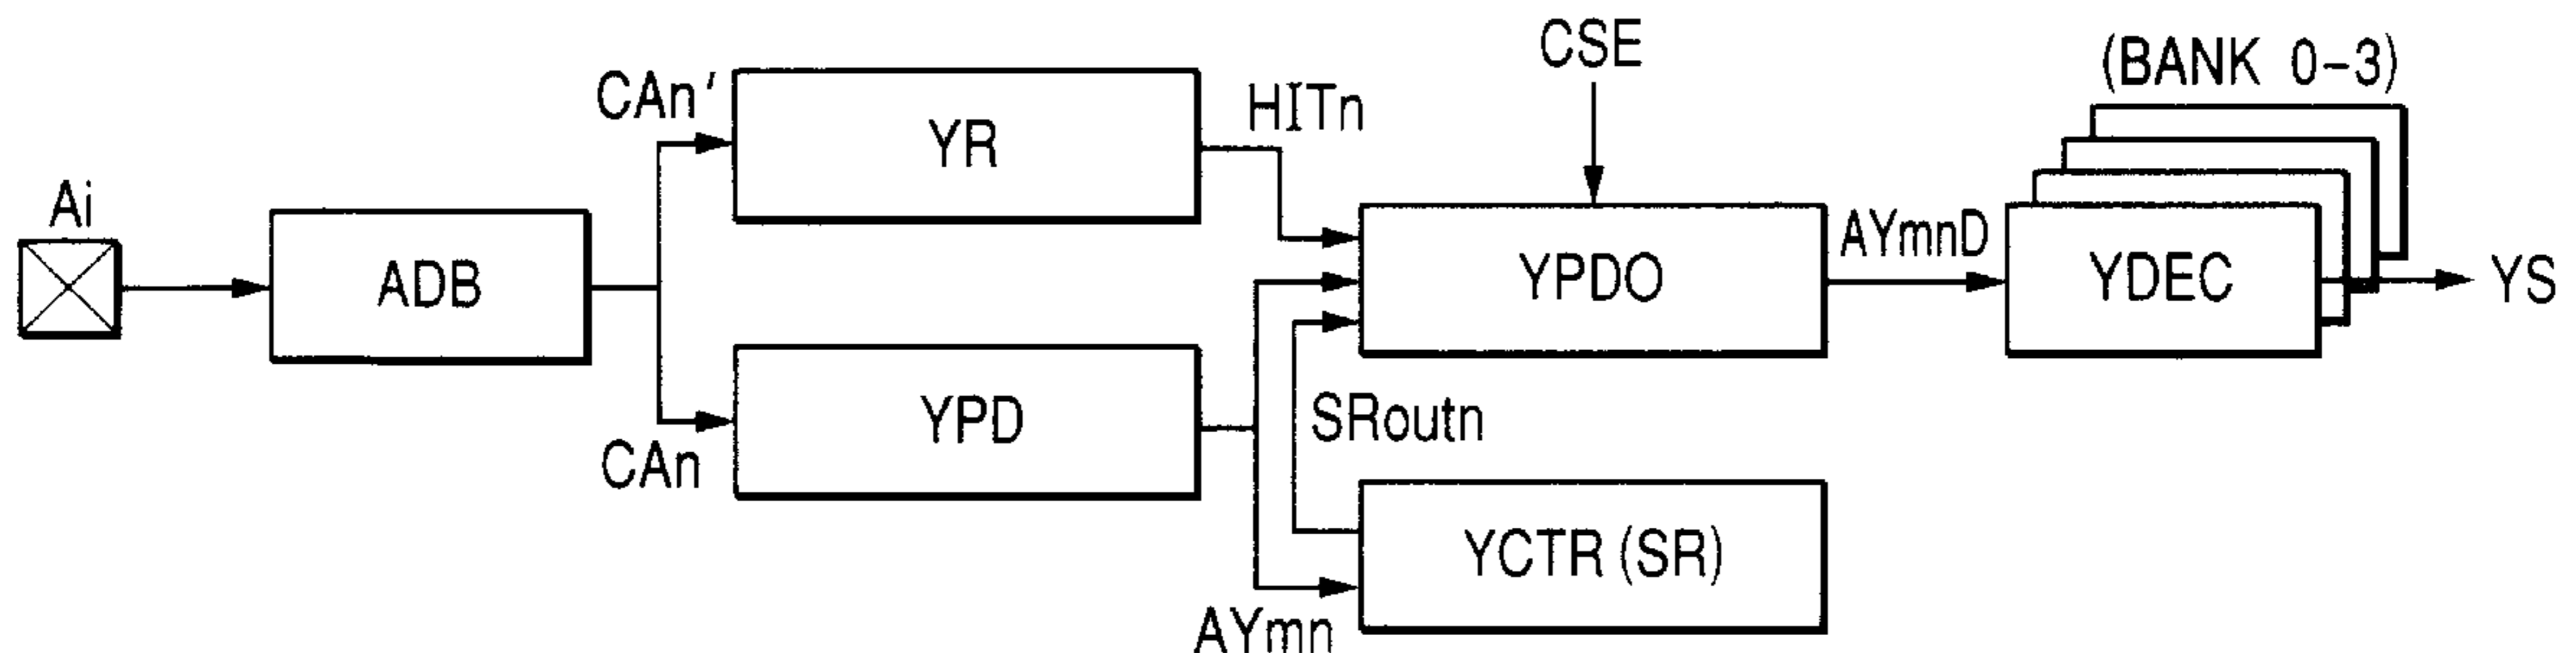 Ai
ADB
CAn'
CAn
YR
YPD
HITn
CSE
SRoutn
AYmn
YPDO
YCTR (SR)
AYmnD
(BANK 0-3)
YDEC
YS